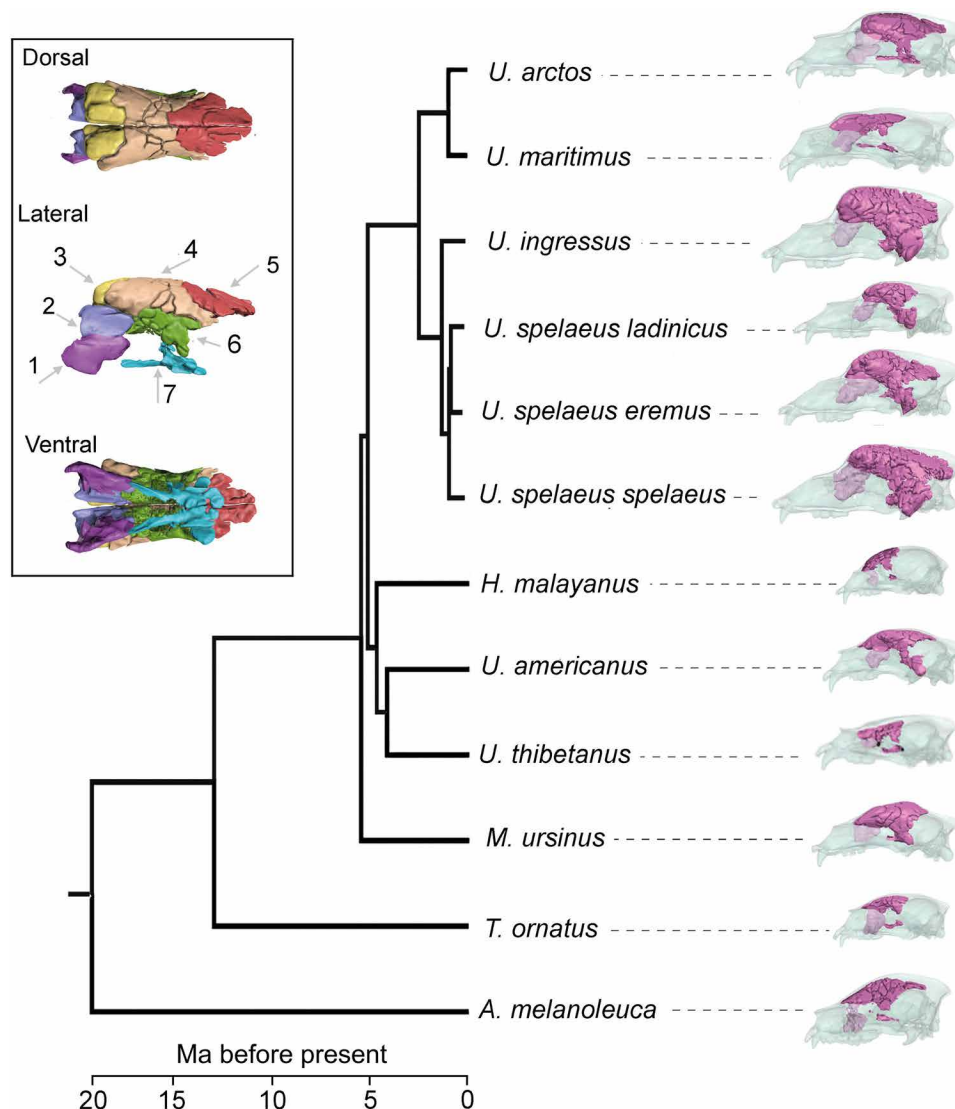 Dorsal
Lateral
3
4
5
2
6
1
7
Ventral
U. arctos
U. maritimus
U. ingressus
U. spelaeus ladinicus
U. spelaeus eremus
U. spelaeus spelaeus
H. malayanus
U. americanus
U. thibetanus
M. ursinus
T. ornatus
A. melanoleuca
Ma before present
20 15 10 5 0